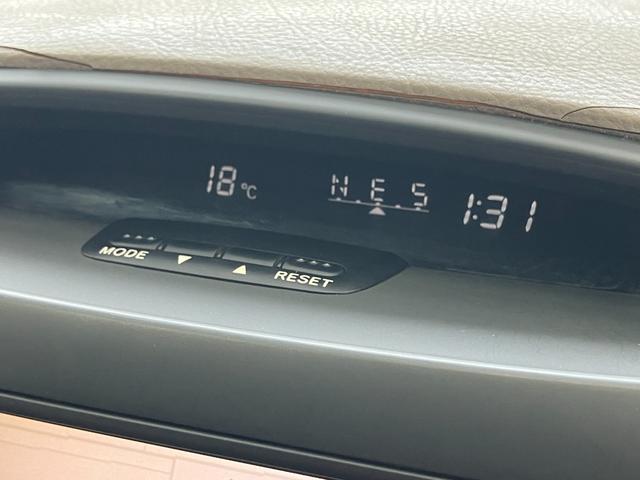 18 °C N.E.S 1:31
MODE ▼ ▲ RESET